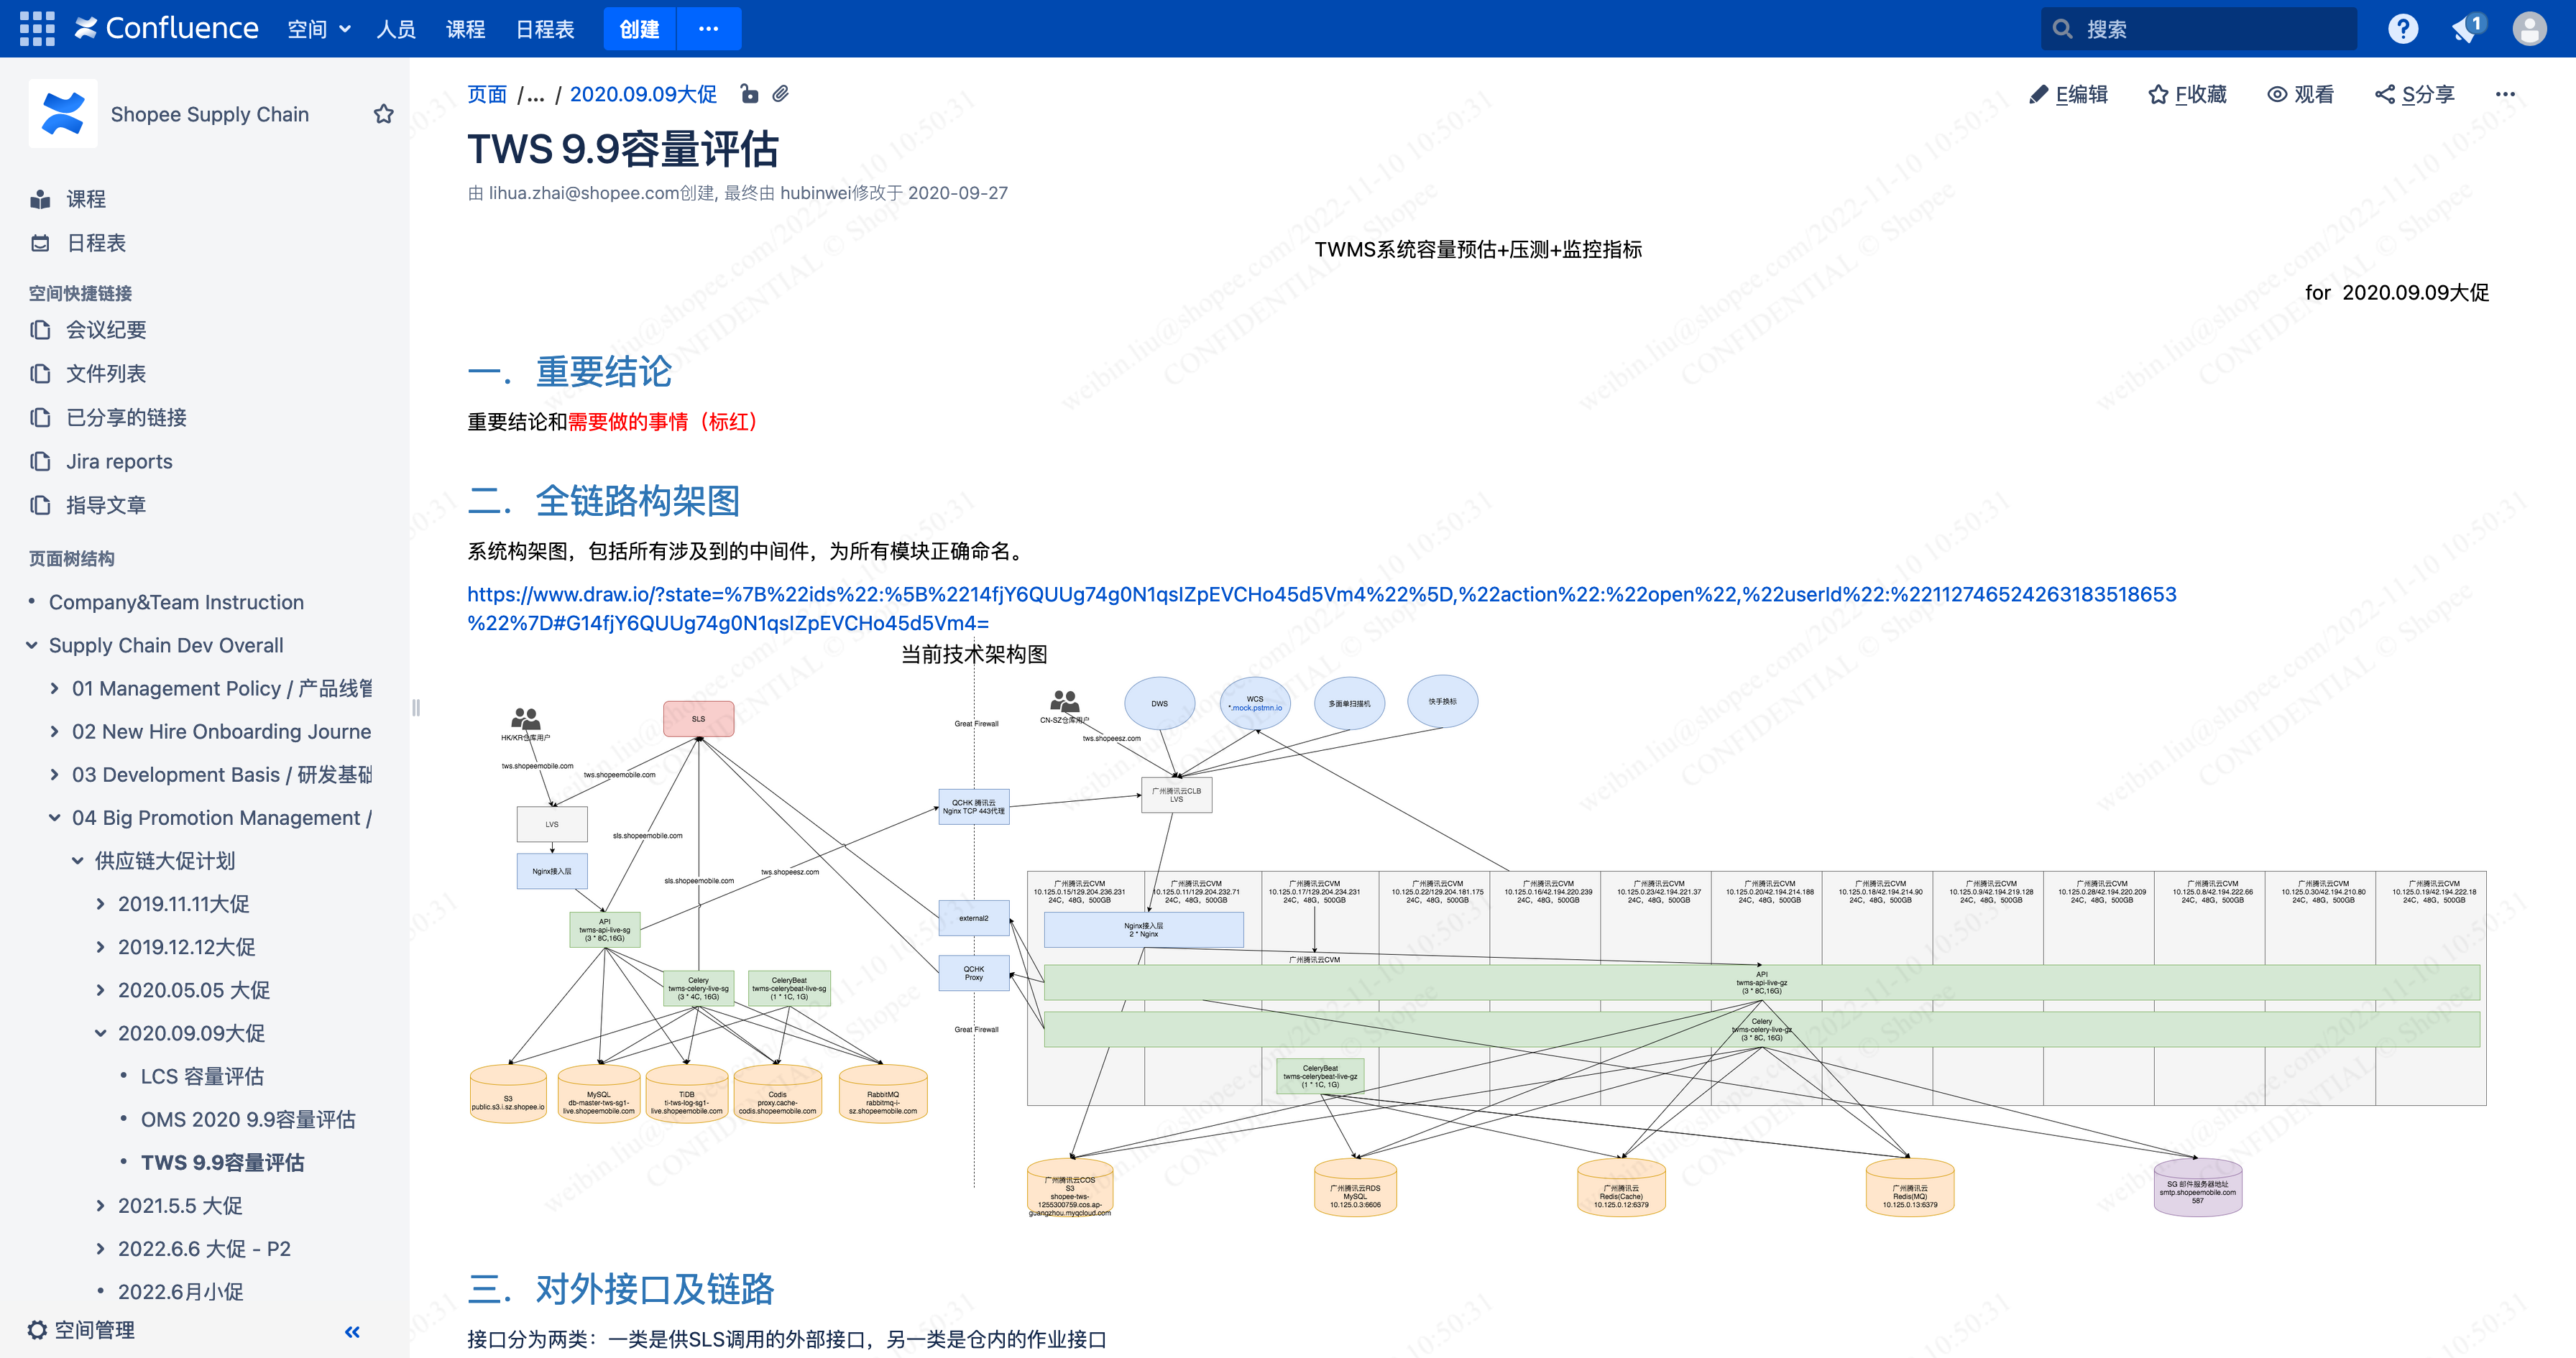 Confluence 空间 人员 课程 日程表 创建 ··· 搜索 1
Shopee Supply Chain
课程
日程表
空间快捷链接
会议纪要
文件列表
已分享的链接
Jira reports
指导文章
页面树结构
• Company&Team Instruction
Supply Chain Dev Overall
01 Management Policy / 产品线管
02 New Hire Onboarding Journe
03 Development Basis / 研发基础
04 Big Promotion Management /
供应链大促计划
2019.11.11大促
2019.12.12大促
2020.05.05 大促
2020.09.09大促
• LCS 容量评估
• OMS 2020 9.9容量评估
• TWS 9.9容量评估
2021.5.5 大促
2022.6.6 大促 - P2
• 2022.6月小促
空间管理
页面 /... / 2020.09.09大促
E编辑 F收藏 观看 S分享 ···
TWS 9.9容量评估
由 lihua.zhai@shopee.com创建, 最终由 hubinwei修改于 2020-09-27
TWMS系统容量预估+压测+监控指标
for 2020.09.09大促
一． 重要结论
重要结论和需要做的事情（标红）
二． 全链路构架图
系统构架图，包括所有涉及到的中间件，为所有模块正确命名。
https://www.draw.io/?state=%7B%22ids%22:%5B%2214fjY6QUUg74g0N1qsIZpEVCHo45d5Vm4%22%5D,%22action%22:%22open%22,%22userId%22:%22112746524263183518653
%22%7D#G14fjY6QUUg74g0N1qsIZpEVCHo45d5Vm4=
当前技术架构图
HK/KR仓库用户
SLS
Great Firewall
CN-SZ仓库用户
DWS
WCS
*.mock.pstmn.io
多面单扫描机
快手换标
tws.shopeemobile.com
tws.shopeemobile.com
tws.shopeesz.com
LVS
sls.shopeemobile.com
QCHK 腾讯云
Nginx TCP 443代理
广州腾讯云CLB
LVS
Nginx接入层
sls.shopeemobile.com
tws.shopeesz.com
API
twms-api-live-sg
(3 * 8C,16G)
external2
Celery
twms-celery-live-sg
(3 * 4C, 16G)
CeleryBeat
twms-celerybeat-live-sg
(1 * 1C, 1G)
QCHK
Proxy
Great Firewall
S3
public.s3.i.sz.shopee.io
MySQL
db-master-tws-sg1-
live.shopeemobile.com
TiDB
ti-tws-log-sg1-
live.shopeemobile.com
Codis
proxy.cache-
codis.shopeemobile.com
RabbitMQ
rabbitmq-i-
sz.shopeemobile.com
广州腾讯云CVM
10.125.0.15/129.204.236.231
24C，48G，500GB
广州腾讯云CVM
10.125.0.11/129.204.232.71
24C，48G，500GB
广州腾讯云CVM
10.125.0.17/129.204.234.231
24C，48G，500GB
广州腾讯云CVM
10.125.0.22/129.204.181.175
24C，48G，500GB
广州腾讯云CVM
10.125.0.16/42.194.220.239
24C，48G，500GB
广州腾讯云CVM
10.125.0.23/42.194.221.37
24C，48G，500GB
广州腾讯云CVM
10.125.0.20/42.194.214.188
24C，48G，500GB
广州腾讯云CVM
10.125.0.18/42.194.214.90
24C，48G，500GB
广州腾讯云CVM
10.125.0.9/42.194.219.128
24C，48G，500GB
广州腾讯云CVM
10.125.0.28/42.194.220.209
24C，48G，500GB
广州腾讯云CVM
10.125.0.8/42.194.222.66
24C，48G，500GB
广州腾讯云CVM
10.125.0.30/42.194.210.80
24C，48G，500GB
广州腾讯云CVM
10.125.0.19/42.194.222.18
24C，48G，500GB
Nginx接入层
2 * Nginx
广州腾讯云CVM
API
twms-api-live-gz
(3 * 8C,16G)
Celery
twms-celery-live-gz
(3 * 8C, 16G)
CeleryBeat
twms-celerybeat-live-gz
(1 * 1C, 1G)
广州腾讯云COS
S3
shopee-tws-
1255300759.cos.ap-
guangzhou.myqcloud.com
广州腾讯云RDS
MySQL
10.125.0.3:6606
广州腾讯云
Redis(Cache)
10.125.0.12:6379
广州腾讯云
Redis(MQ)
10.125.0.13:6379
SG 邮件服务器地址
smtp.shopeemobile.com
587
三． 对外接口及链路
接口分为两类：一类是供SLS调用的外部接口，另一类是仓内的作业接口
weibin.liu@shopee.com/2022-11-10 10:50:31
CONFIDENTIAL © Shopee